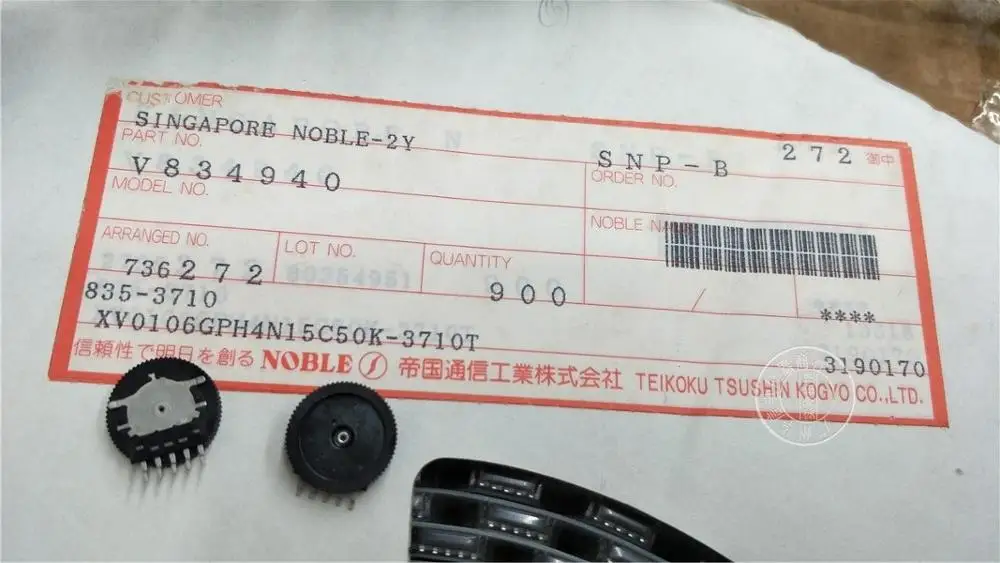 CUSTOMER
SINGAPORE NOBLE-2Y
SNP-B 272 御中
PART NO.
V834940
ORDER NO.
MODEL NO.
NOBLE
ARRANGED NO.
736272
LOT NO.
QUANTITY
900
/
****
835-3710
XV0106GPH4N15C50K-3710T
3190170
信頼性で明日を創る NOBLE 帝国通信工業株式会社 TEIKOKU TSUSHIN KOGYO CO.,LTD.